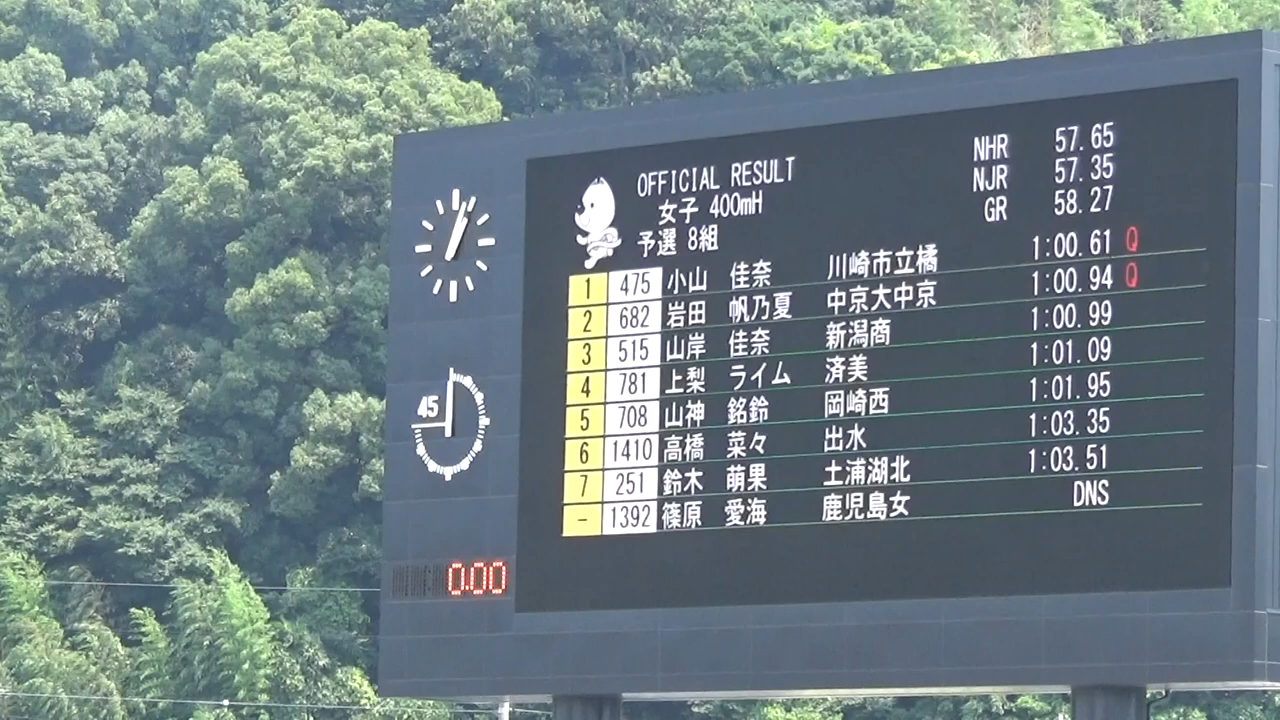 OFFICIAL RESULT
女子 400mH
予選 8組
NHR 57.65
NJR 57.35
GR 58.27
1 475 小山 佳奈 川崎市立橘 1:00.61 Q
2 682 岩田 帆乃夏 中京大中京 1:00.94 Q
3 515 山岸 佳奈 新潟商 1:00.99
4 781 上梨 ライム 済美 1:01.09
5 708 山神 銘鈴 岡崎西 1:01.95
6 1410 高橋 菜々 出水 1:03.35
7 251 鈴木 萌果 土浦湖北 1:03.51
- 1392 篠原 愛海 鹿児島女 DNS
45
0.00